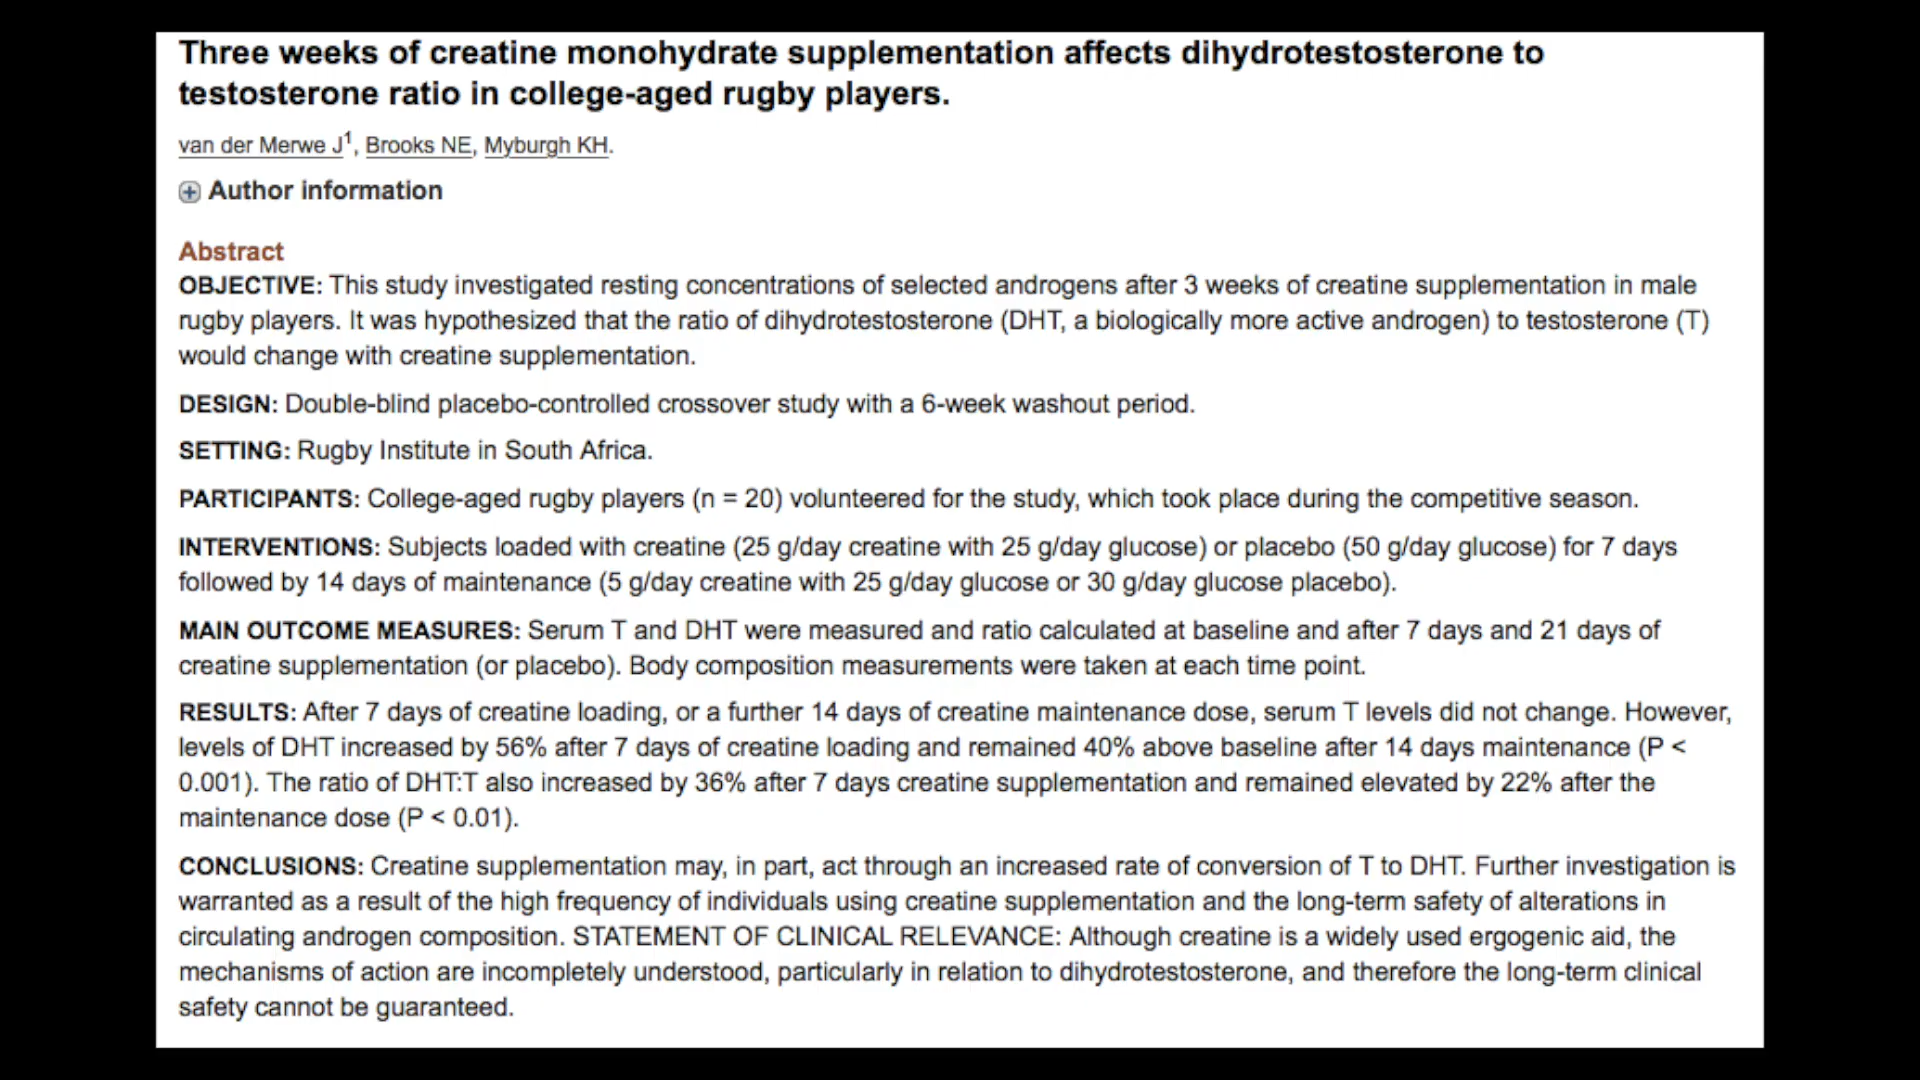 Three weeks of creatine monohydrate supplementation affects dihydrotestosterone to
testosterone ratio in college-aged rugby players.
van der Merwe J1, Brooks NE, Myburgh KH.
Author information
Abstract
OBJECTIVE: This study investigated resting concentrations of selected androgens after 3 weeks of creatine supplementation in male
rugby players. It was hypothesized that the ratio of dihydrotestosterone (DHT, a biologically more active androgen) to testosterone (T)
would change with creatine supplementation.
DESIGN: Double-blind placebo-controlled crossover study with a 6-week washout period.
SETTING: Rugby Institute in South Africa.
PARTICIPANTS: College-aged rugby players (n = 20) volunteered for the study, which took place during the competitive season.
INTERVENTIONS: Subjects loaded with creatine (25 g/day creatine with 25 g/day glucose) or placebo (50 g/day glucose) for 7 days
followed by 14 days of maintenance (5 g/day creatine with 25 g/day glucose or 30 g/day glucose placebo).
MAIN OUTCOME MEASURES: Serum T and DHT were measured and ratio calculated at baseline and after 7 days and 21 days of
creatine supplementation (or placebo). Body composition measurements were taken at each time point.
RESULTS: After 7 days of creatine loading, or a further 14 days of creatine maintenance dose, serum T levels did not change. However,
levels of DHT increased by 56% after 7 days of creatine loading and remained 40% above baseline after 14 days maintenance (P <
0.001). The ratio of DHT:T also increased by 36% after 7 days creatine supplementation and remained elevated by 22% after the
maintenance dose (P < 0.01).
CONCLUSIONS: Creatine supplementation may, in part, act through an increased rate of conversion of T to DHT. Further investigation is
warranted as a result of the high frequency of individuals using creatine supplementation and the long-term safety of alterations in
circulating androgen composition. STATEMENT OF CLINICAL RELEVANCE: Although creatine is a widely used ergogenic aid, the
mechanisms of action are incompletely understood, particularly in relation to dihydrotestosterone, and therefore the long-term clinical
safety cannot be guaranteed.